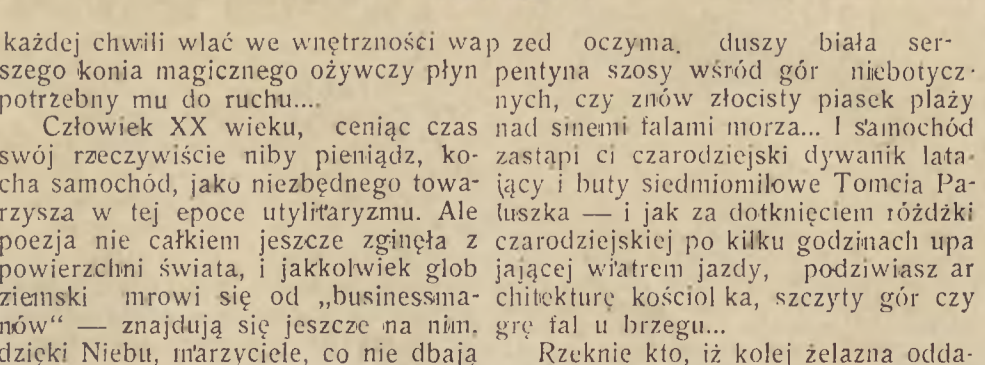 każdej chwili wlać we wnętrzności wa
szego konia magicznego ożywczy płyn
potrzebny mu do ruchu....
Człowiek XX wieku, ceniąc czas
swój rzeczywiście niby pieniądz, ko-
cha samochód, jako niezbędnego towa-
rzysza w tej epoce utylitaryzmu. Ale
poezja nie całkiem jeszcze zginęła z
powierzchni świata, i jakkolwiek glob
ziemski mrowi się od „businessma-
nów“ — znajdują się jeszcze na nim,
dzięki Niebu, marzyciele, co nie dbają
p zed oczyma, duszy biała ser-
pentyna szosy wśród gór niebotycz-
nych, czy znów złocisty piasek plaży
nad sinemi falami morza... I samochód
zastąpi ci czarodziejski dywanik lata-
jący i buty siedmiomilowe Tomcia Pa-
luszka — i jak za dotknięciem różdżki
czarodziejskiej po kilku godzinach upa
jającej wiatrem jazdy, podziwiasz ar
chitekturę kościoł ka, szczyty gór czy
grę fal u brzegu...
Rzeknie kto, iż kolej żelazna odda-